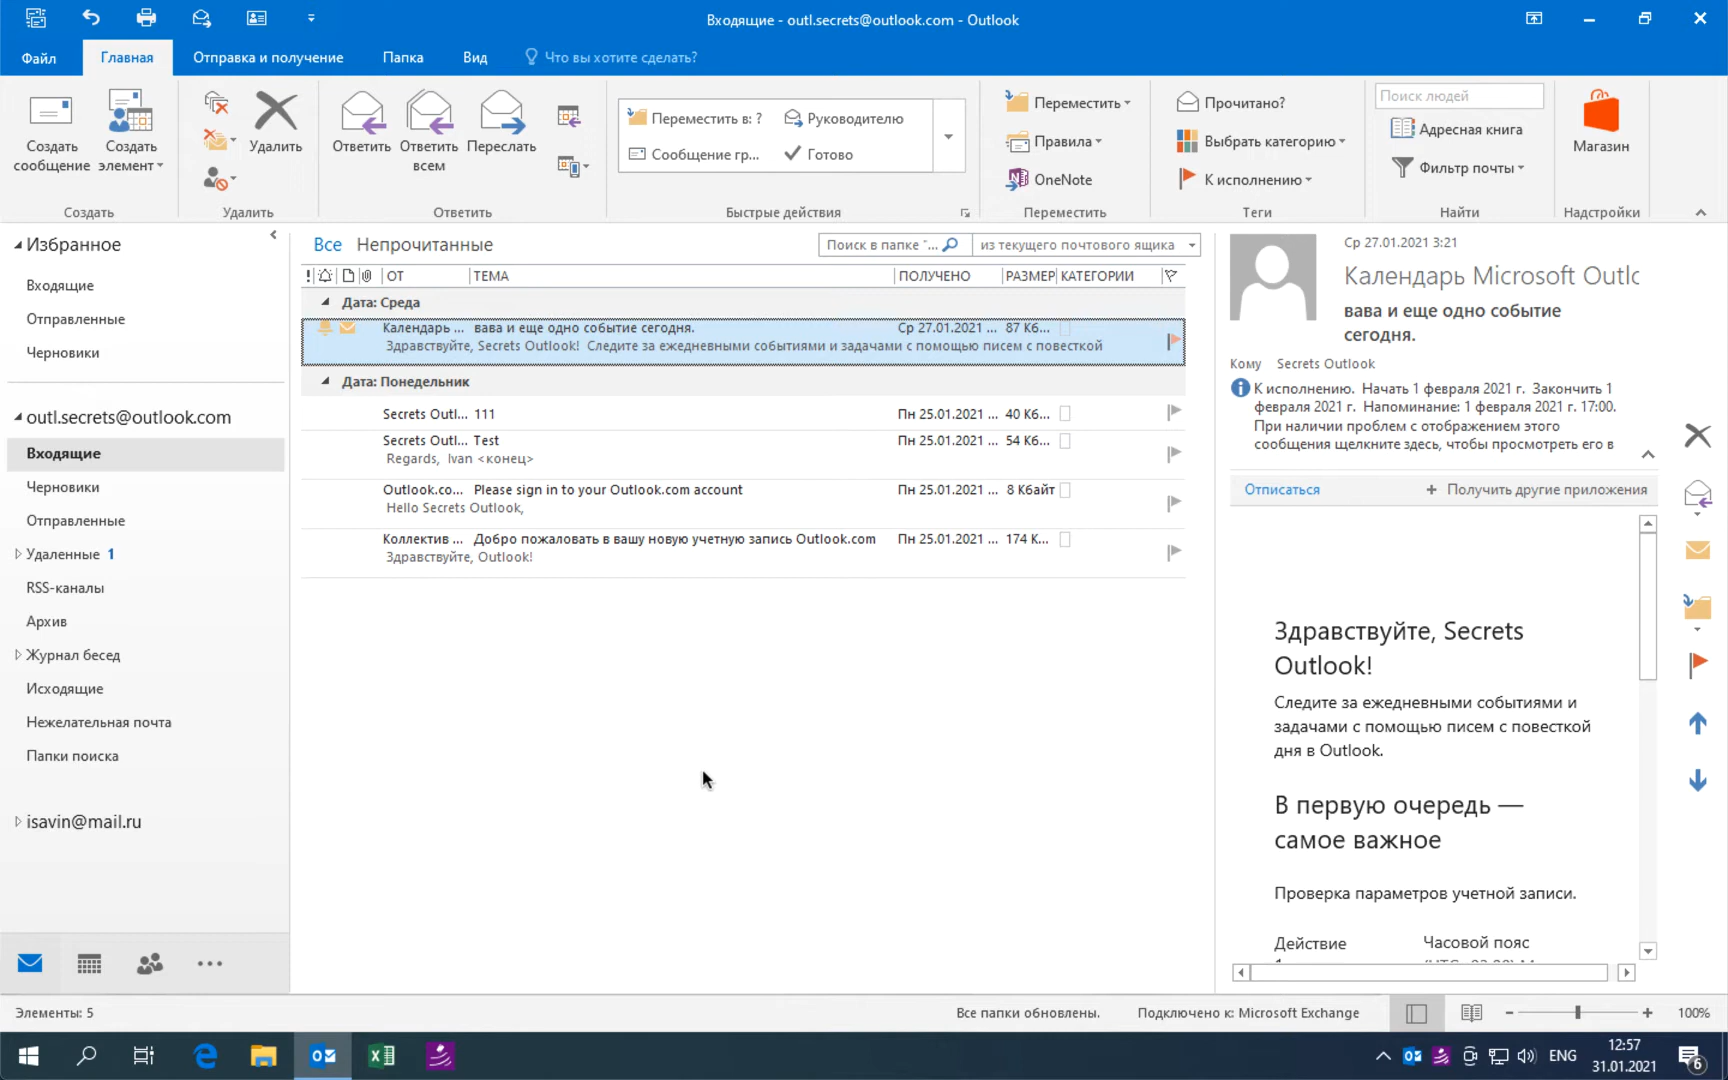 Входящие - outl.secrets@outlook.com - Outlook
Файл
Главная
Отправка и получение
Папка
Вид
Что вы хотите сделать?
Создать сообщение
Создать элемент
Создать
Удалить
Удалить
Ответить
Ответить всем
Переслать
Ответить
Переместить в: ?
Руководителю
Сообщение гр...
Готово
Быстрые действия
Переместить
Правила
OneNote
Переместить
Прочитано?
Выбрать категорию
К исполнению
Теги
Поиск людей
Адресная книга
Фильтр почты
Найти
Магазин
Надстройки
Избранное
Входящие
Отправленные
Черновики
outl.secrets@outlook.com
Входящие
Черновики
Отправленные
Удаленные 1
RSS-каналы
Архив
Журнал бесед
Исходящие
Нежелательная почта
Папки поиска
isavin@mail.ru
Все Непрочитанные
Поиск в папке "...
из текущего почтового ящика
! ОТ ТЕМА ПОЛУЧЕНО РАЗМЕР КАТЕГОРИИ
Дата: Среда
Календарь ... вава и еще одно событие сегодня. Ср 27.01.2021 ... 87 Кб...
Здравствуйте, Secrets Outlook! Следите за ежедневными событиями и задачами с помощью писем с повесткой
Дата: Понедельник
Secrets Outl... 111 Пн 25.01.2021 ... 40 Кб...
Secrets Outl... Test Пн 25.01.2021 ... 54 Кб...
Regards, Ivan <конец>
Outlook.co... Please sign in to your Outlook.com account Пн 25.01.2021 ... 8 Кбайт
Hello Secrets Outlook,
Коллектив ... Добро пожаловать в вашу новую учетную запись Outlook.com Пн 25.01.2021 ... 174 К...
Здравствуйте, Outlook!
Ср 27.01.2021 3:21
Календарь Microsoft Outlo
вава и еще одно событие
сегодня.
Кому Secrets Outlook
К исполнению. Начать 1 февраля 2021 г. Закончить 1
февраля 2021 г. Напоминание: 1 февраля 2021 г. 17:00.
При наличии проблем с отображением этого
сообщения щелкните здесь, чтобы просмотреть его в
Отписаться
+ Получить другие приложения
Здравствуйте, Secrets
Outlook!
Следите за ежедневными событиями и
задачами с помощью писем с повесткой
дня в Outlook.
В первую очередь —
самое важное
Проверка параметров учетной записи.
Действие
Часовой пояс
Элементы: 5
Все папки обновлены.
Подключено к: Microsoft Exchange
100%
ENG
12:57
31.01.2021
6